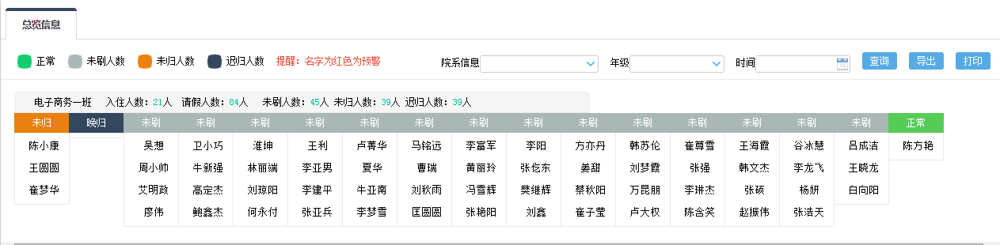 总览信息
正常 未刷人数 未归人数 迟归人数 提醒：名字为红色为预警 院系信息 年级 时间 查询 导出 打印
电子商务一班 入住人数：21人 请假人数：84人 未刷人数：45人 未归人数：39人 迟归人数：39人
未归 晚归 未刷 未刷 未刷 未刷 未刷 未刷 未刷 未刷 未刷 未刷 未刷 未刷 未刷 未刷 正常
陈小康 吴想 卫小巧 淮坤 王利 卢菁华 马铭远 李富军 李阳 方亦丹 韩苏伦 崔尊雪 王海霞 谷冰慧 吕成洁 陈方艳
王圆圆 周小帅 牛新强 林丽端 李亚男 夏华 曹瑞 黄丽玲 张仡东 姜甜 刘梦霞 张强 韩文杰 李龙飞 王晓龙
崔梦华 艾明政 高定杰 刘琼阳 李建平 牛亚南 刘秋雨 冯雪辉 樊继辉 蔡秋阳 万昆朋 李琳杰 张硕 杨妍 白向阳
廖伟 鲍鑫杰 何永付 张亚兵 李梦雪 匡圆圆 张艳阳 刘鑫 崔子莹 卢大权 陈含笑 赵振伟 张浩天